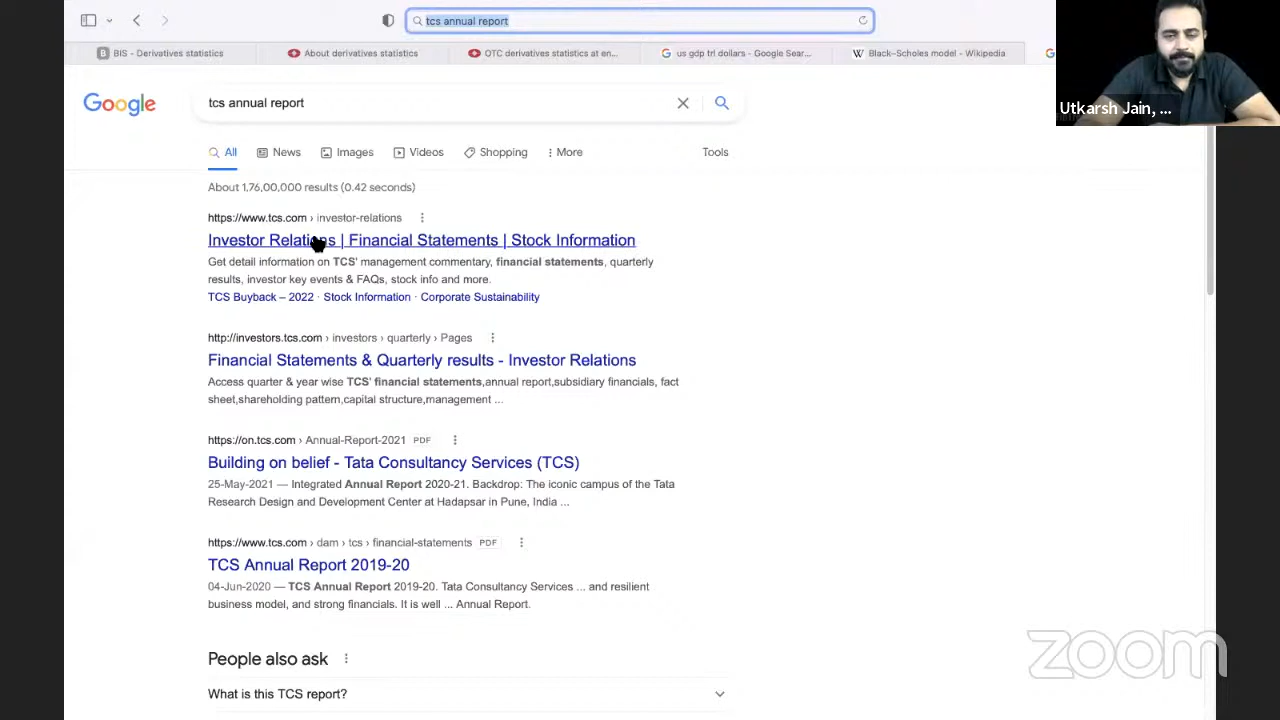 tcs annual report
BIS - Derivatives statistics
About derivatives statistics
OTC derivatives statistics at en...
us gdp trl dollars - Google Sear...
Black–Scholes model - Wikipedia
Utkarsh Jain, ...
Google
tcs annual report
All
News
Images
Videos
Shopping
More
Tools
About 1,76,00,000 results (0.42 seconds)
https://www.tcs.com › investor-relations
Investor Relations | Financial Statements | Stock Information
Get detail information on TCS' management commentary, financial statements, quarterly
results, investor key events & FAQs, stock info and more.
TCS Buyback – 2022 · Stock Information · Corporate Sustainability
http://investors.tcs.com › investors › quarterly › Pages
Financial Statements & Quarterly results - Investor Relations
Access quarter & year wise TCS' financial statements,annual report,subsidiary financials, fact
sheet,shareholding pattern,capital structure,management ...
https://on.tcs.com › Annual-Report-2021 PDF
Building on belief - Tata Consultancy Services (TCS)
25-May-2021 — Integrated Annual Report 2020-21. Backdrop: The iconic campus of the Tata
Research Design and Development Center at Hadapsar in Pune, India ...
https://www.tcs.com › dam › tcs › financial-statements PDF
TCS Annual Report 2019-20
04-Jun-2020 — TCS Annual Report 2019-20. Tata Consultancy Services ... and resilient
business model, and strong financials. It is well ... Annual Report.
People also ask
What is this TCS report?
zoom